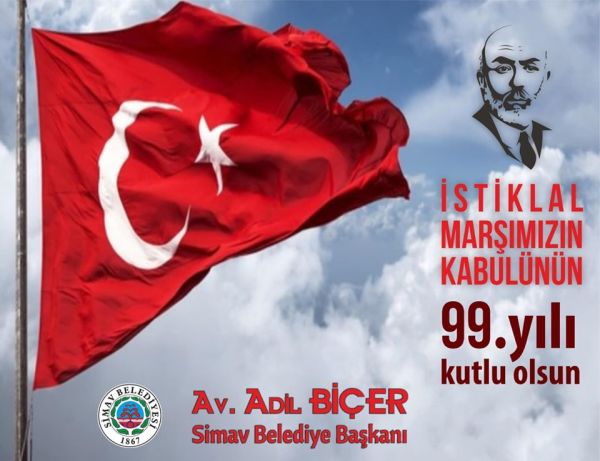 İSTİKLAL
MARŞIMIZIN
KABULÜNÜN
99.yılı
kutlu olsun
Av. Adil BİÇER
Simav Belediye Başkanı
SİMAV BELEDİYESİ
1867